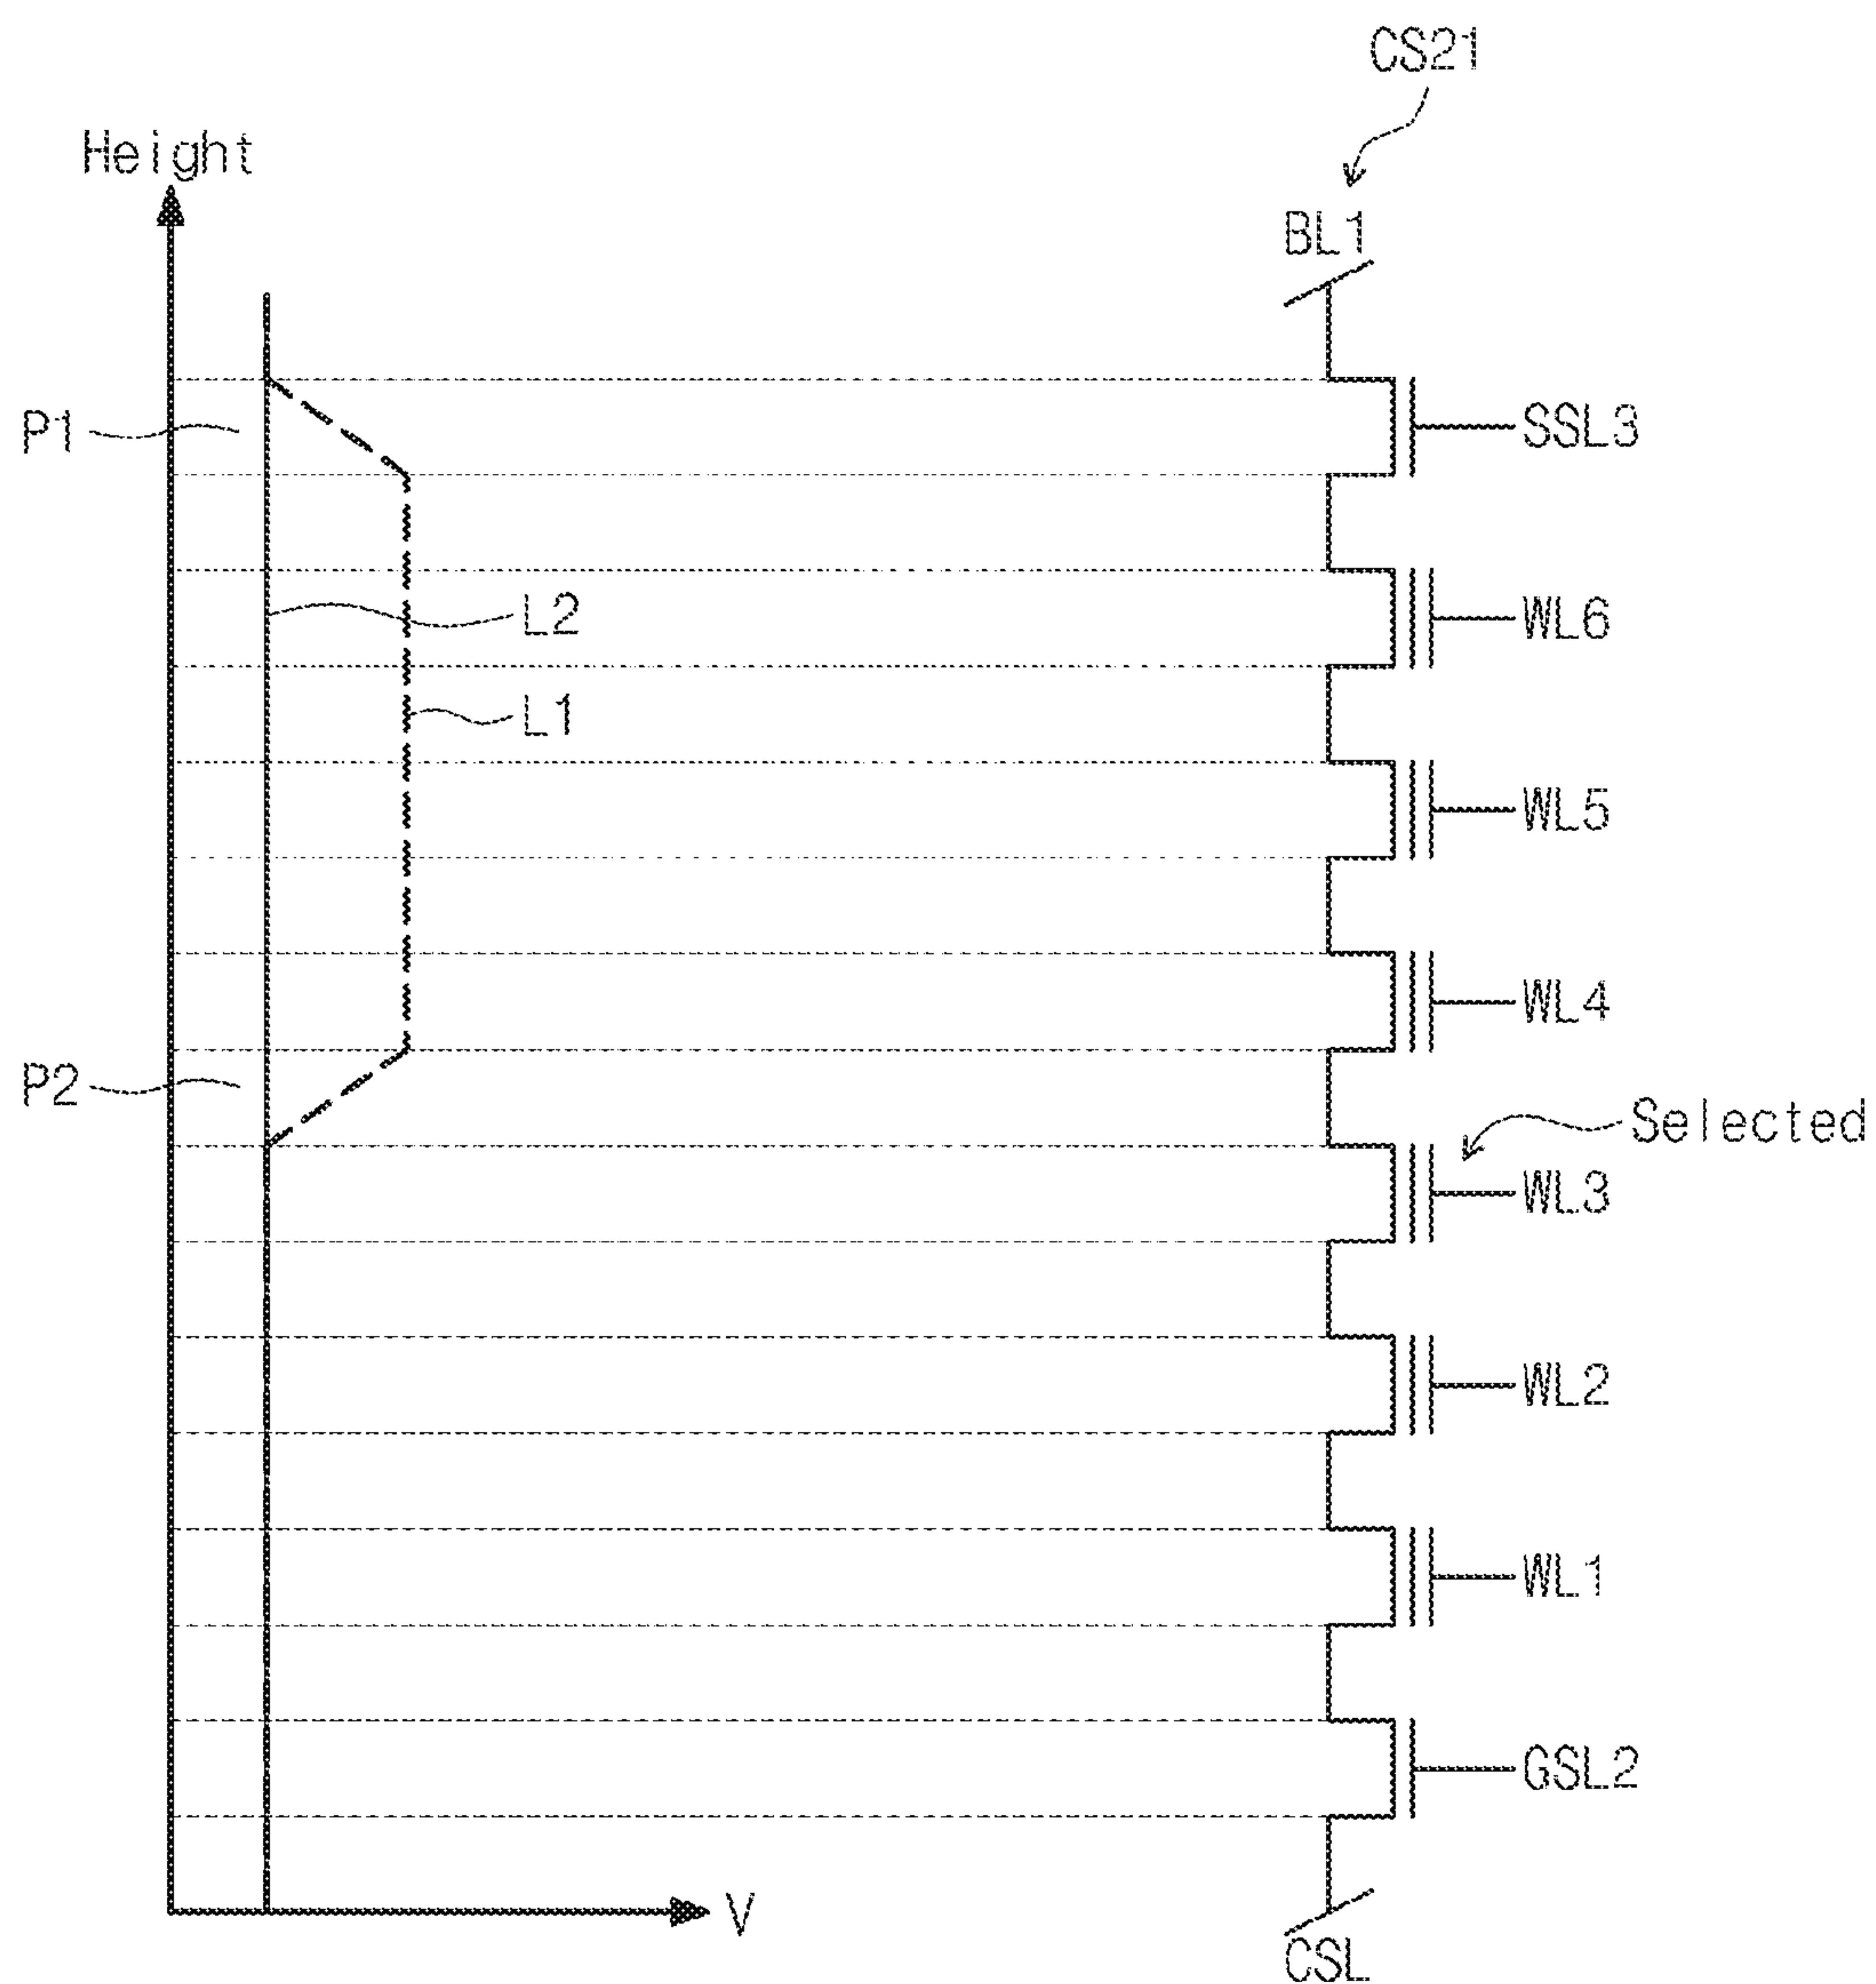 CS21
Height
BL1
P1
SSL3
L2
WL6
L1
WL5
WL4
P2
Selected
WL3
WL2
WL1
GSL2
V
CSL